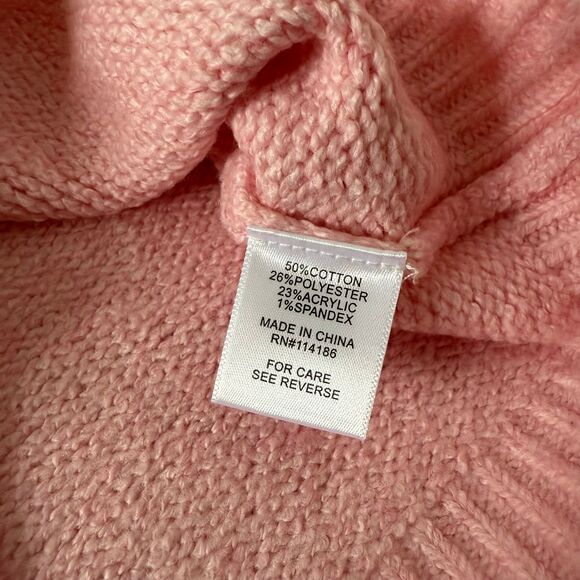 50%COTTON
26%POLYESTER
23%ACRYLIC
1%SPANDEX
MADE IN CHINA
RN#114186
FOR CARE
SEE REVERSE